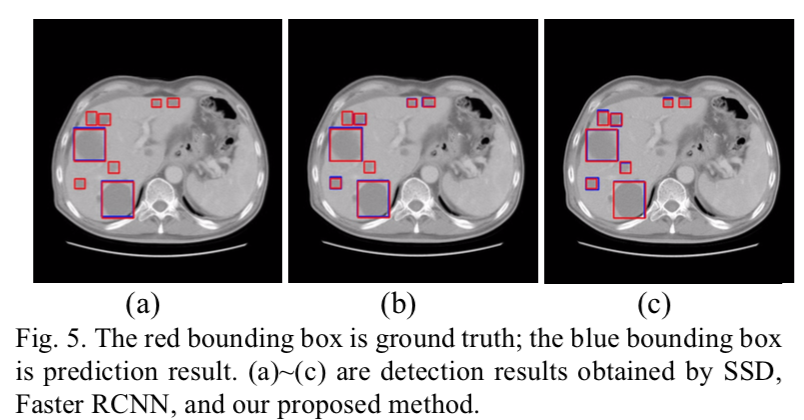 (a) (b) (c)
Fig. 5. The red bounding box is ground truth; the blue bounding box
is prediction result. (a)~(c) are detection results obtained by SSD,
Faster RCNN, and our proposed method.